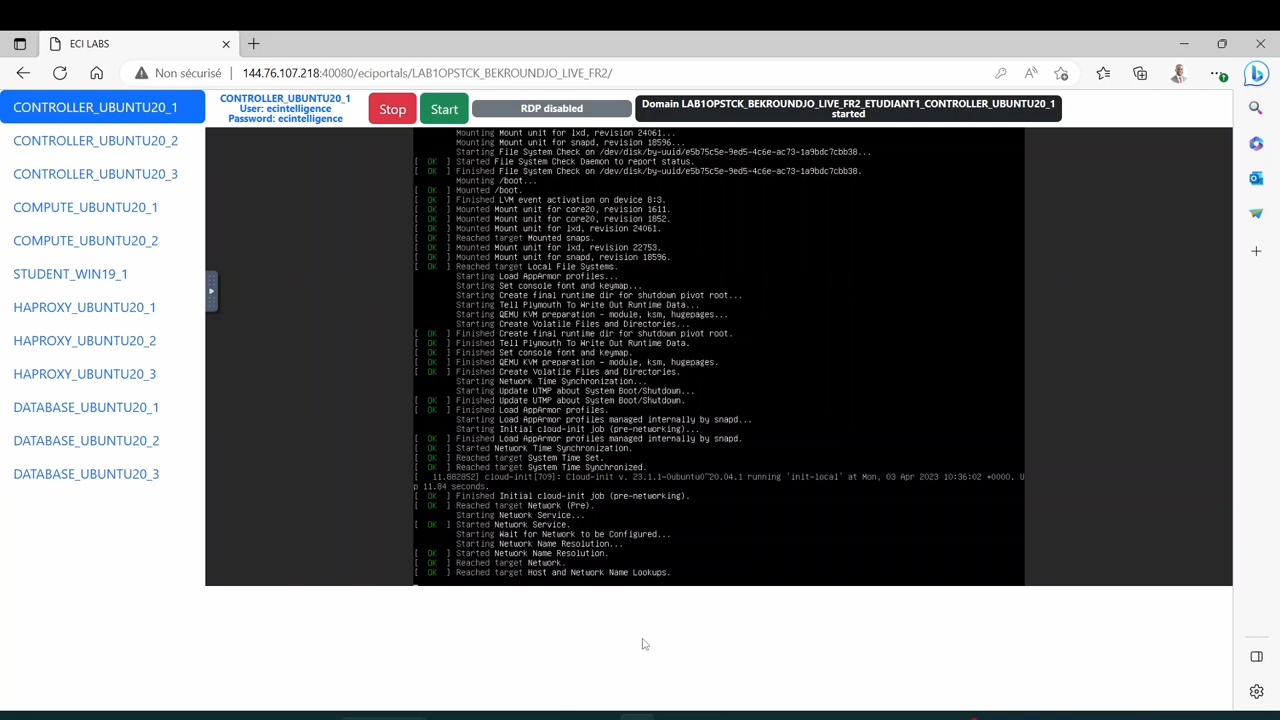 ECI LABS
Non sécurisé 144.76.107.218:40080/eciportals/LAB1OPSTCK_BEKROUNDJO_LIVE_FR2/
CONTROLLER_UBUNTU20_1
CONTROLLER_UBUNTU20_2
CONTROLLER_UBUNTU20_3
COMPUTE_UBUNTU20_1
COMPUTE_UBUNTU20_2
STUDENT_WIN19_1
HAPROXY_UBUNTU20_1
HAPROXY_UBUNTU20_2
HAPROXY_UBUNTU20_3
DATABASE_UBUNTU20_1
DATABASE_UBUNTU20_2
DATABASE_UBUNTU20_3
CONTROLLER_UBUNTU20_1
User: ecintelligence
Password: ecintelligence
Stop
Start
RDP disabled
Domain LAB1OPSTCK_BEKROUNDJO_LIVE_FR2_ETUDIANT1_CONTROLLER_UBUNTU20_1
started
Mounting Mount unit for lxd, revision 24061...
Mounting Mount unit for snapd, revision 18596...
Starting File System Check on /dev/disk/by-uuid/e5b75c5e-9ed5-4c6e-ac73-1a9bdc7cbb38...
[ OK ] Started File System Check Daemon to report status.
[ OK ] Finished File System Check on /dev/disk/by-uuid/e5b75c5e-9ed5-4c6e-ac73-1a9bdc7cbb38.
Mounting /boot...
[ OK ] Mounted /boot.
[ OK ] Finished LVM event activation on device 8:3.
[ OK ] Mounted Mount unit for core20, revision 1611.
[ OK ] Mounted Mount unit for core20, revision 1852.
[ OK ] Mounted Mount unit for lxd, revision 24061.
[ OK ] Reached target Mounted snaps.
[ OK ] Mounted Mount unit for lxd, revision 22753.
[ OK ] Mounted Mount unit for snapd, revision 18596.
[ OK ] Reached target Local File Systems.
Starting Load AppArmor profiles...
Starting Set console font and keymap...
Starting Create final runtime dir for shutdown pivot root...
Starting Tell Plymouth To Write Out Runtime Data...
Starting QEMU KVM preparation - module, ksm, hugepages...
Starting Create Volatile Files and Directories...
[ OK ] Finished Create final runtime dir for shutdown pivot root.
[ OK ] Finished Tell Plymouth To Write Out Runtime Data.
[ OK ] Finished Set console font and keymap.
[ OK ] Finished QEMU KVM preparation - module, ksm, hugepages.
[ OK ] Finished Create Volatile Files and Directories.
Starting Network Time Synchronization...
Starting Update UTMP about System Boot/Shutdown...
[ OK ] Finished Update UTMP about System Boot/Shutdown.
[ OK ] Finished Load AppArmor profiles.
Starting Load AppArmor profiles managed internally by snapd...
Starting Initial cloud-init job (pre-networking)...
[ OK ] Finished Load AppArmor profiles managed internally by snapd.
[ OK ] Started Network Time Synchronization.
[ OK ] Reached target System Time Set.
[ OK ] Reached target System Time Synchronized.
[ 11.882852] cloud-init[709]: Cloud-init v. 23.1.1-0ubuntu0~20.04.1 running 'init-local' at Mon, 03 Apr 2023 10:36:02 +0000. U
p 11.84 seconds.
[ OK ] Finished Initial cloud-init job (pre-networking).
[ OK ] Reached target Network (Pre).
Starting Network Service...
[ OK ] Started Network Service.
Starting Wait for Network to be Configured...
Starting Network Name Resolution...
[ OK ] Started Network Name Resolution.
[ OK ] Reached target Network.
[ OK ] Reached target Host and Network Name Lookups.